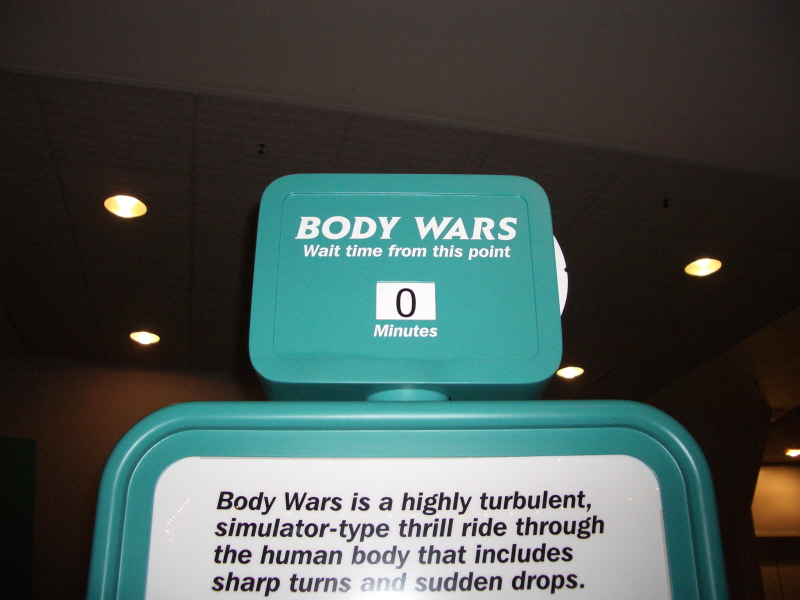 BODY WARS
Wait time from this point
0
Minutes
Body Wars is a highly turbulent,
simulator-type thrill ride through
the human body that includes
sharp turns and sudden drops.